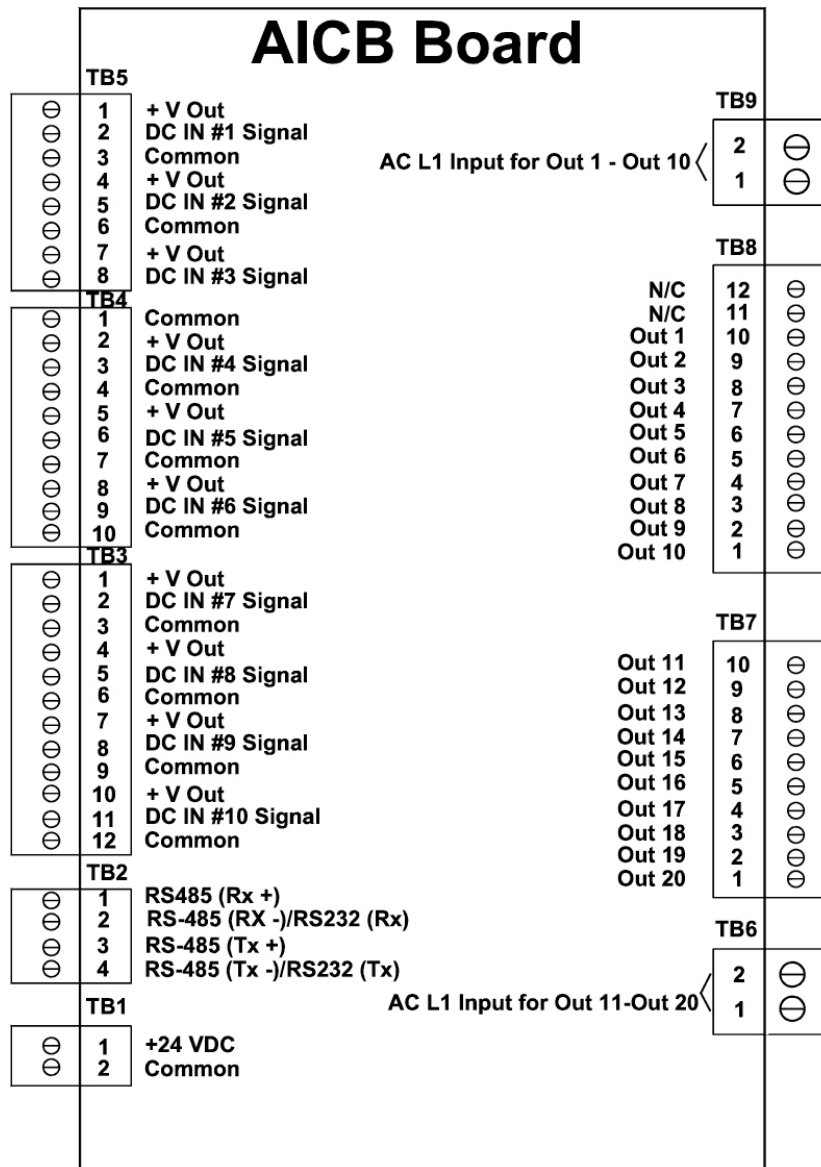 AICB Board
TB5
1 + V Out
2 DC IN #1 Signal
3 Common
4 + V Out
5 DC IN #2 Signal
6 Common
7 + V Out
8 DC IN #3 Signal
TB4
1 Common
2 + V Out
3 DC IN #4 Signal
4 Common
5 + V Out
6 DC IN #5 Signal
7 Common
8 + V Out
9 DC IN #6 Signal
10 Common
TB3
1 + V Out
2 DC IN #7 Signal
3 Common
4 + V Out
5 DC IN #8 Signal
6 Common
7 + V Out
8 DC IN #9 Signal
9 Common
10 + V Out
11 DC IN #10 Signal
12 Common
TB2
1 RS485 (Rx +)
2 RS-485 (RX -)/RS232 (Rx)
3 RS-485 (Tx +)
4 RS-485 (Tx -)/RS232 (Tx)
TB1
1 +24 VDC
2 Common
TB9
AC L1 Input for Out 1 - Out 10
2
1
TB8
N/C 12
N/C 11
Out 1 10
Out 2 9
Out 3 8
Out 4 7
Out 5 6
Out 6 5
Out 7 4
Out 8 3
Out 9 2
Out 10 1
TB7
Out 11 10
Out 12 9
Out 13 8
Out 14 7
Out 15 6
Out 16 5
Out 17 4
Out 18 3
Out 19 2
Out 20 1
TB6
AC L1 Input for Out 11-Out 20
2
1